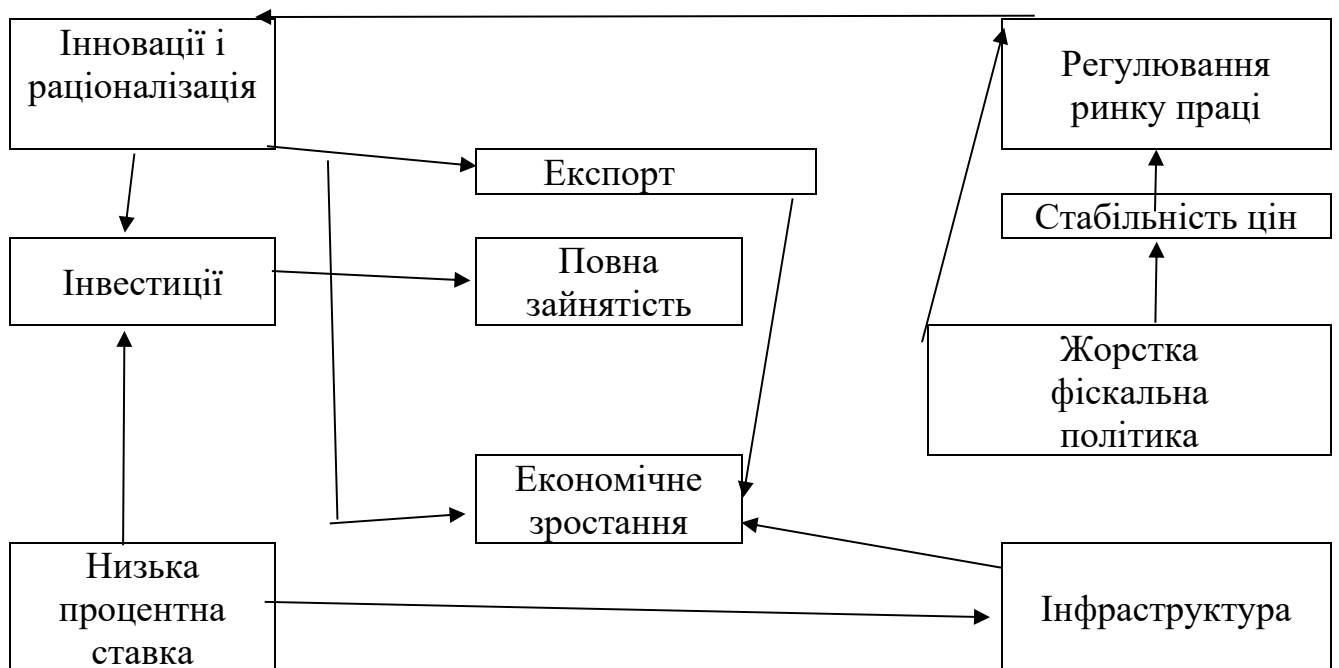 Інновації і
раціоналізація
Регулювання
ринку праці
Експорт
Стабільність цін
Інвестиції
Повна
зайнятість
Жорстка
фіскальна
політика
Економічне
зростання
Низька
процентна
ставка
Інфраструктура